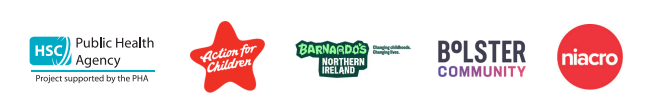 HSC Public Health
Agency
Project supported by the PHA
Action for
Children
BARNARDO'S
NORTHERN
IRELAND
Changing childhoods.
Changing lives.
BOLSTER
COMMUNITY
niacro